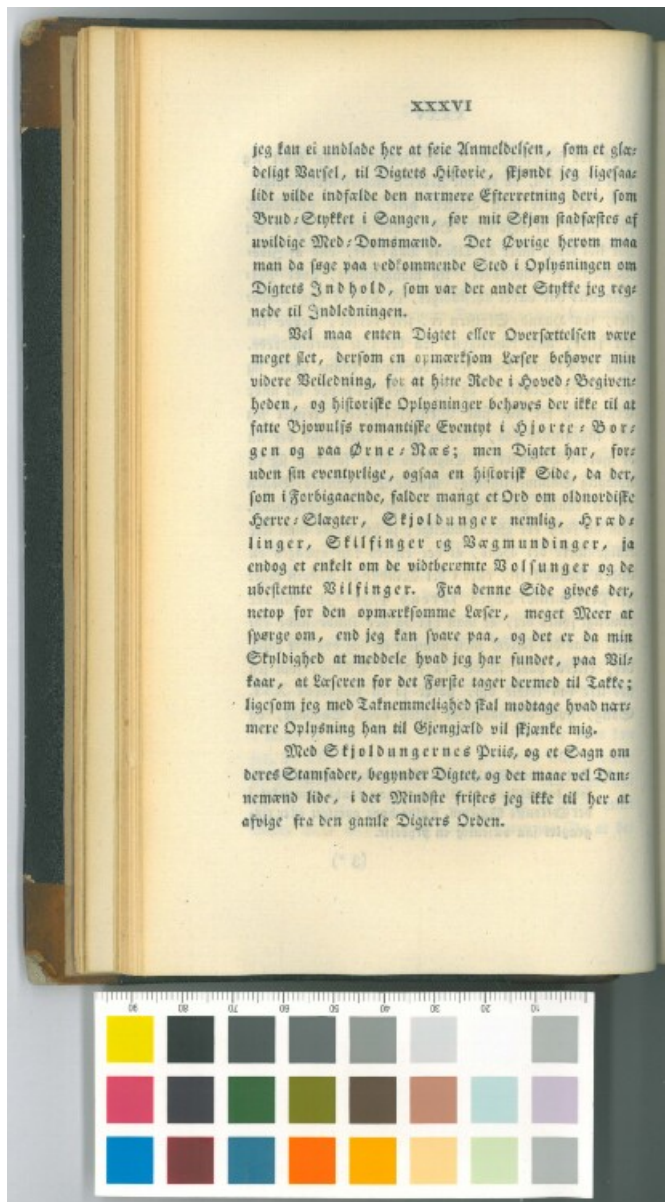 XXXVI
jeg kan ei undlade her at føie Anmeldelsen, som et glæ-
deligt Varsel, til Digtets Historie, skjøndt jeg ligesaa-
lidt vilde indfælde den nærmere Efterretning deri, som
Brud-Stykket i Sangen, før mit Skjøn stadfæstes af
uvildige Med-Domsmænd. Det Øvrige herom maa
man da søge paa vedkommende Sted i Oplysningen om
Digtets Indhold, som var det andet Stykke jeg reg-
nede til Indledningen.
Vel maa enten Digtet eller Oversættelsen være
meget slet, dersom en opmærksom Læser behøver min
videre Veiledning, for at hitte Rede i Hoved-Begiven-
heden, og historiske Oplysninger behøves der ikke til at
fatte Bjowulfs romantiske Eventyt i Hjorte-Bor-
gen og paa Ørne-Næs; men Digtet har, for-
uden sin eventyrlige, ogsaa en historisk Side, da der,
som i Forbigaaende, falder mangt et Ord om oldnordiske
Herre-Slægter, Skjoldunger nemlig, Hræd-
linger, Skilfinger og Vægmundinger, ja
endog et enkelt om de vidtberømte Volsunger og de
ubestemte Vilfinger. Fra denne Side gives der,
netop for den opmærksomme Læser, meget Meer at
spørge om, end jeg kan svare paa, og det er da min
Skyldighed at meddele hvad jeg har fundet, paa Vil-
kaar, at Læseren for det Første tager dermed til Takke;
ligesom jeg med Taknemmelighed skal modtage hvad nær-
mere Oplysning han til Gjengjæld vil skjænke mig.
Med Skjoldungernes Priis, og et Sagn om
deres Stamfader, begynder Digtet, og det maae vel Dan-
nemænd lide, i det Mindste fristes jeg ikke til her at
afvige fra den gamle Digters Orden.
90 80 70 60 50 40 30 20 10